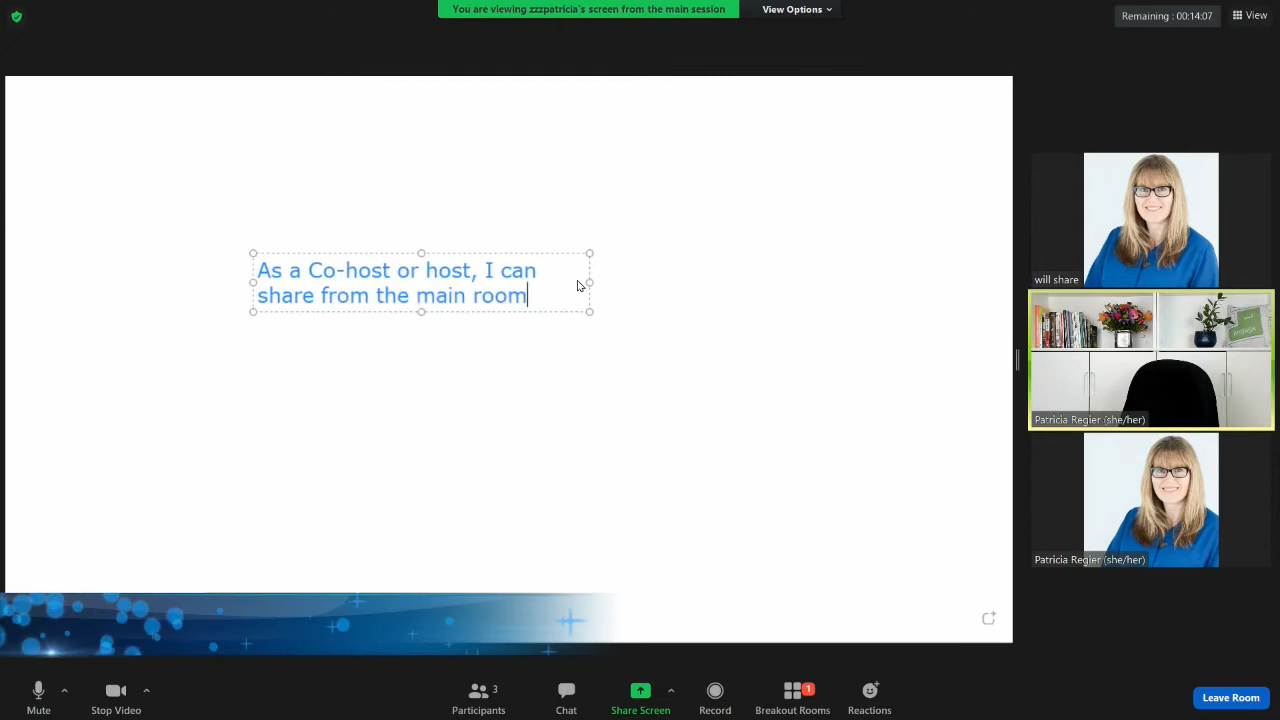 You are viewing zzzpatricia's screen from the main session
View Options
Remaining : 00:14:07
View
As a Co-host or host, I can
share from the main room
will share
Patricia Regier (she/her)
Patricia Regier (she/her)
Mute
Stop Video
3
Participants
Chat
Share Screen
Record
1
Breakout Rooms
Reactions
Leave Room